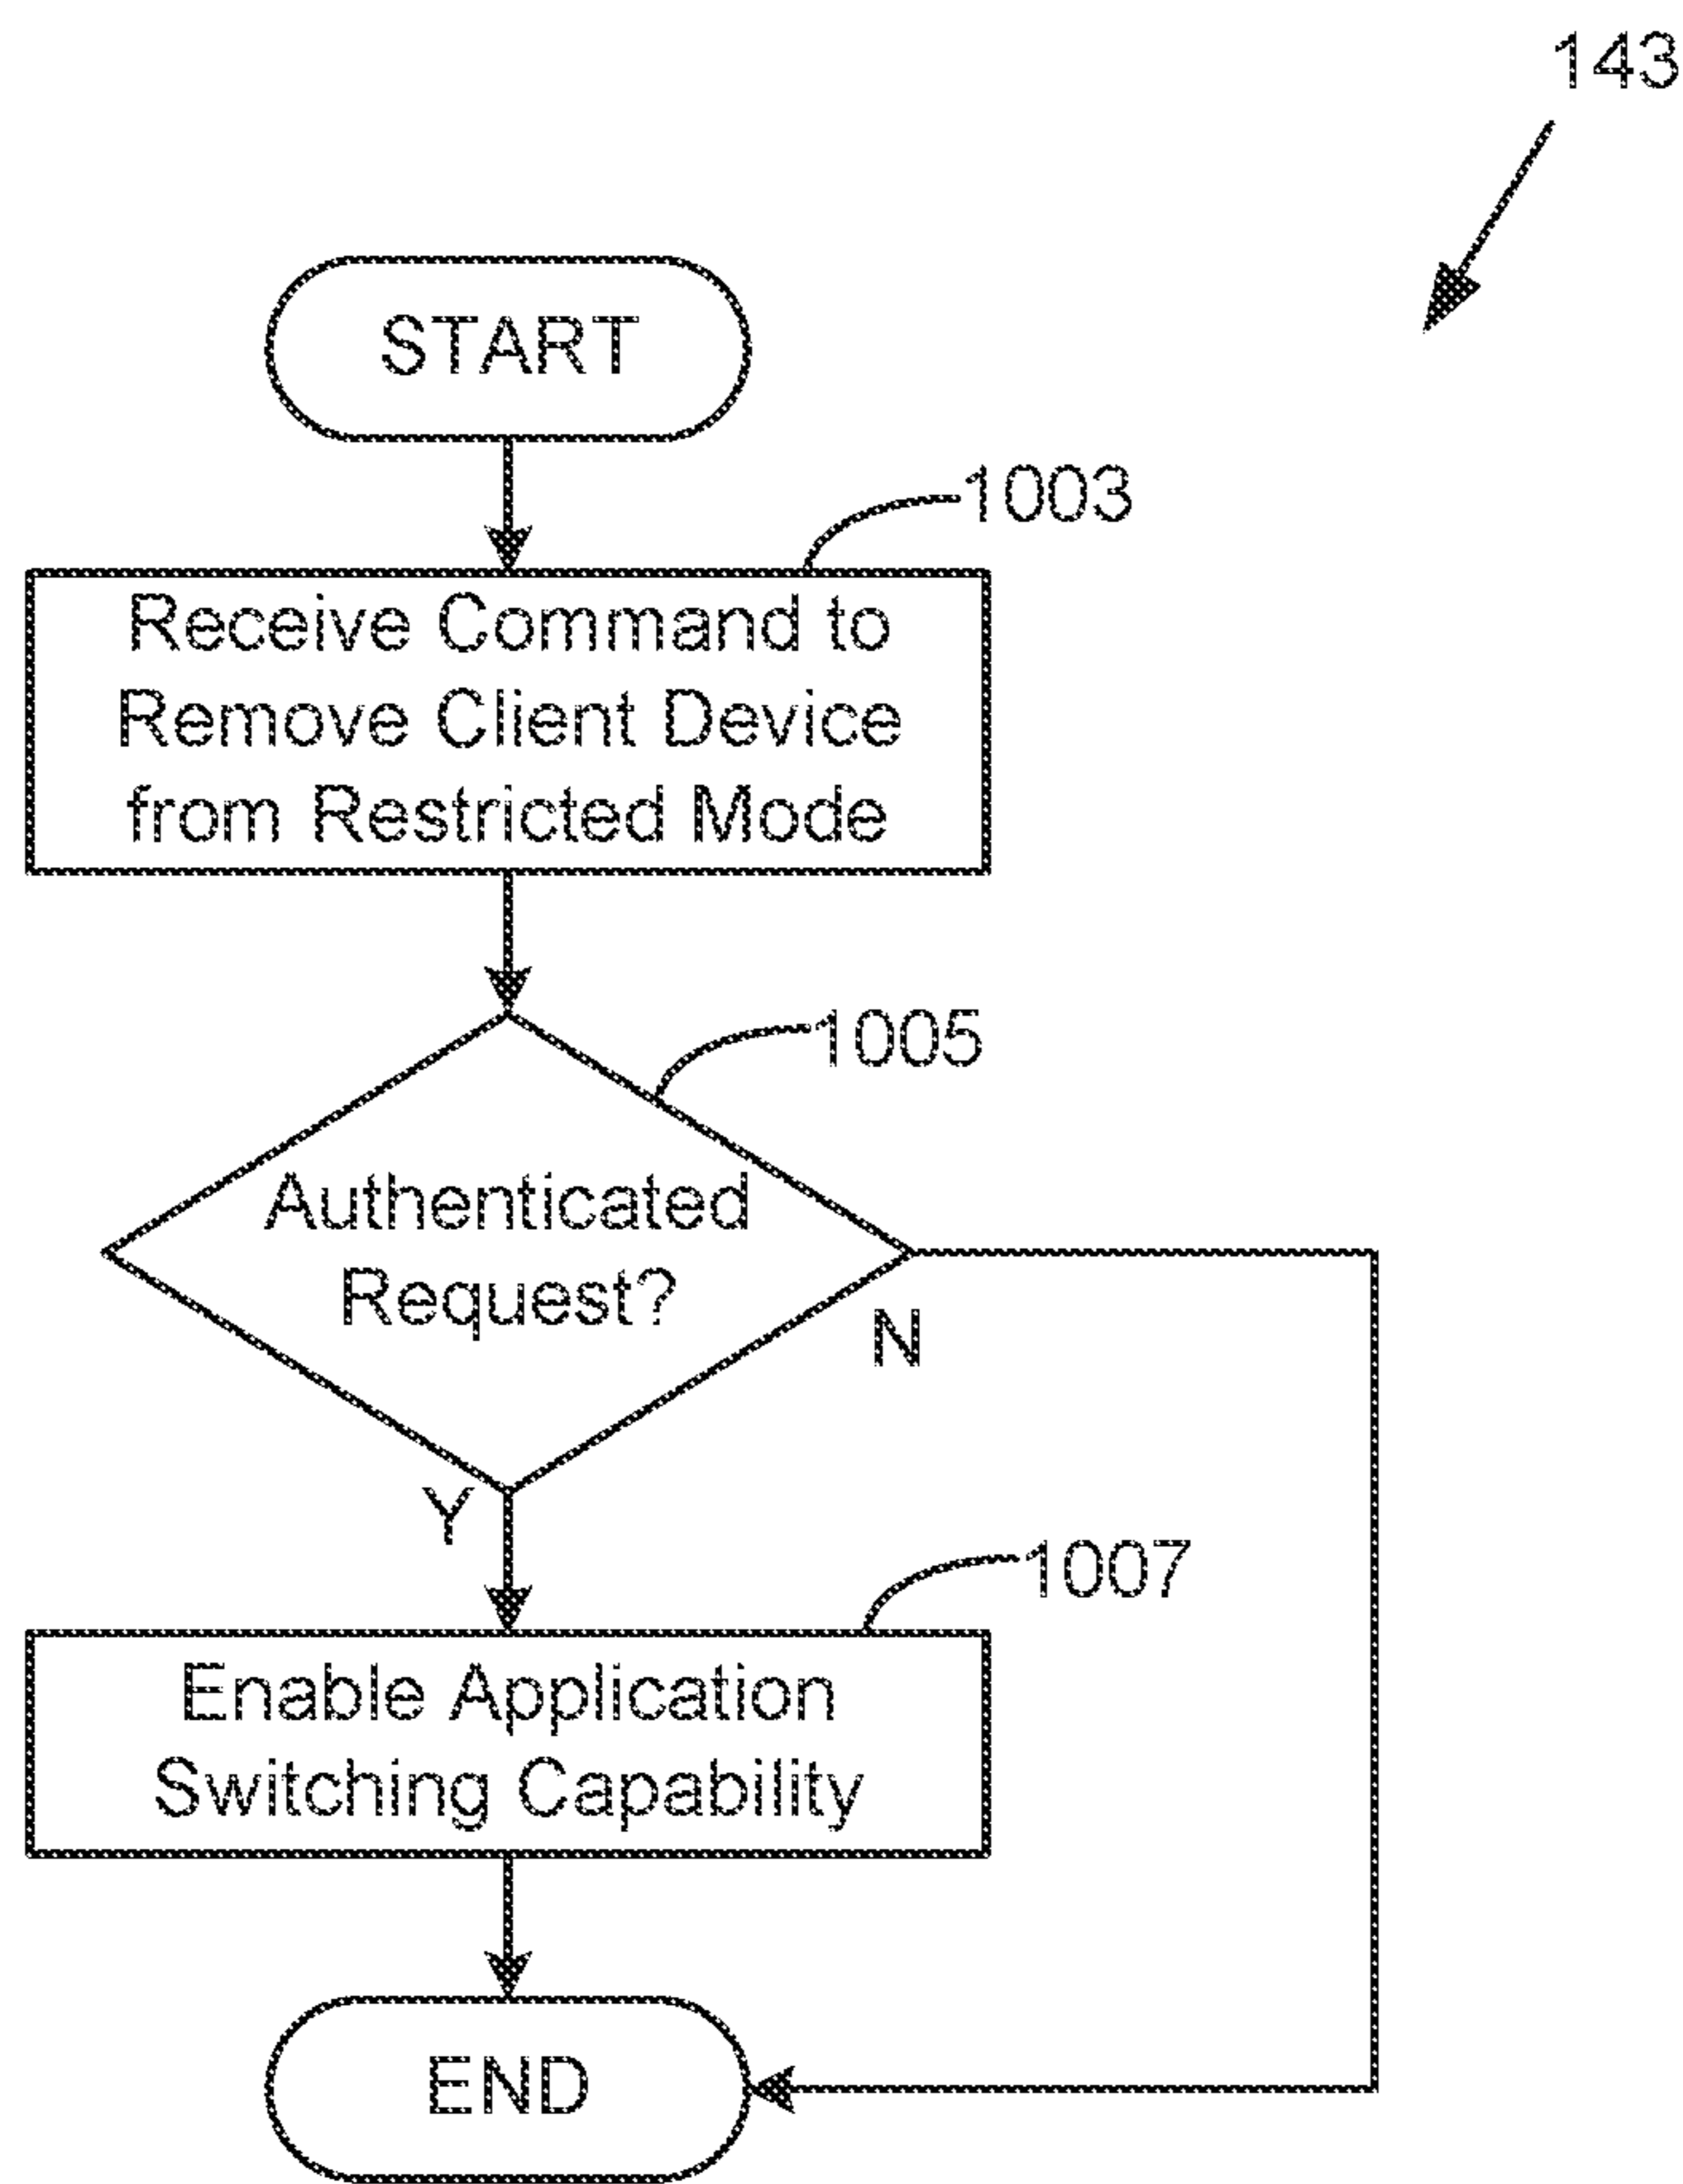 143
START
1003
Receive Command to
Remove Client Device
from Restricted Mode
1005
Authenticated
Request?
N
Y
1007
Enable Application
Switching Capability
END